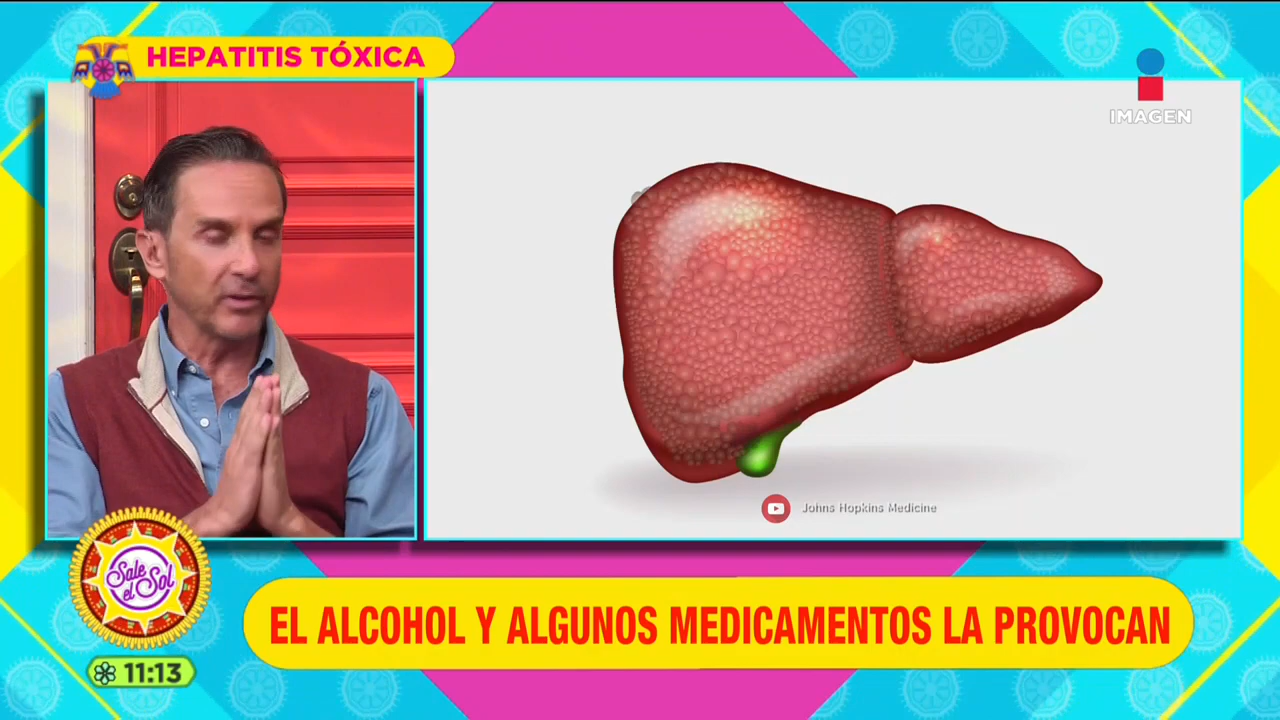 HEPATITIS TÓXICA
IMAGEN
Johns Hopkins Medicine
Sale
el Sol
EL ALCOHOL Y ALGUNOS MEDICAMENTOS LA PROVOCAN
11:13